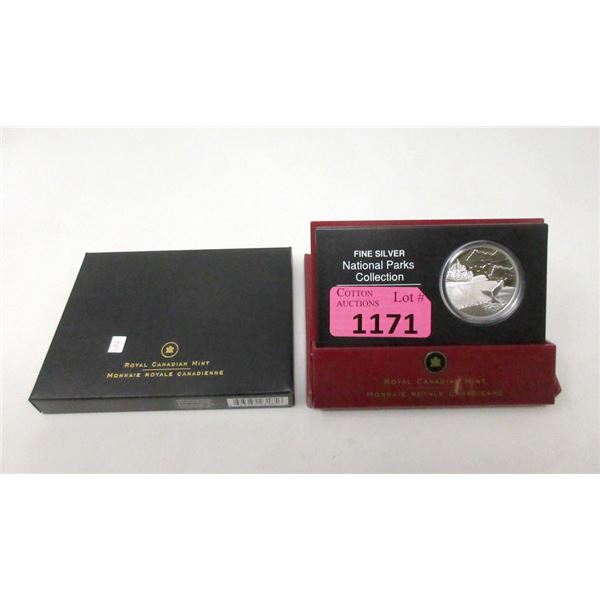 FINE SILVER
National Parks
Collection
COTTON
AUCTIONS
Lot #
1171
ROYAL CANADIAN MINT
MONNAIE ROYALE CANADIENNE
ROYAL CANADIAN MINT
MONNAIE ROYALE CANADIENNE